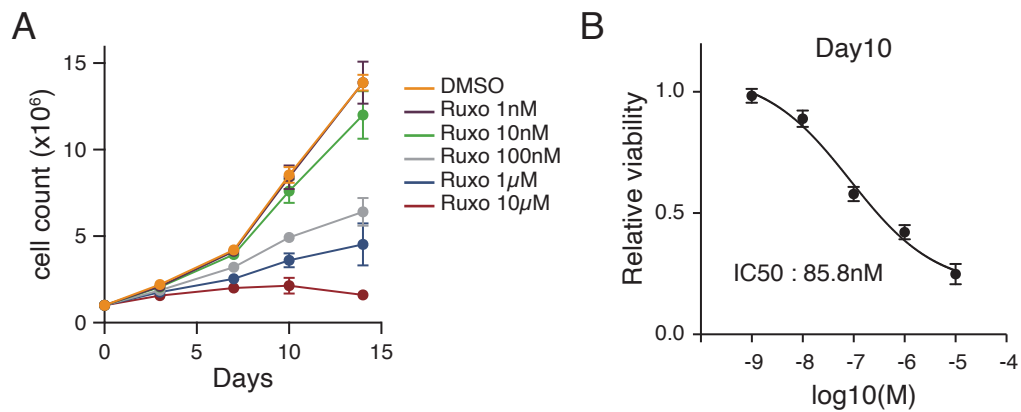 A
cell count (x10⁶)
15
10
5
0
0
5
10
15
Days
DMSO
Ruxo 1nM
Ruxo 10nM
Ruxo 100nM
Ruxo 1µM
Ruxo 10µM
B
Day10
Relative viability
1.0
0.5
0.0
IC50 : 85.8nM
-9
-8
-7
-6
-5
-4
log10(M)